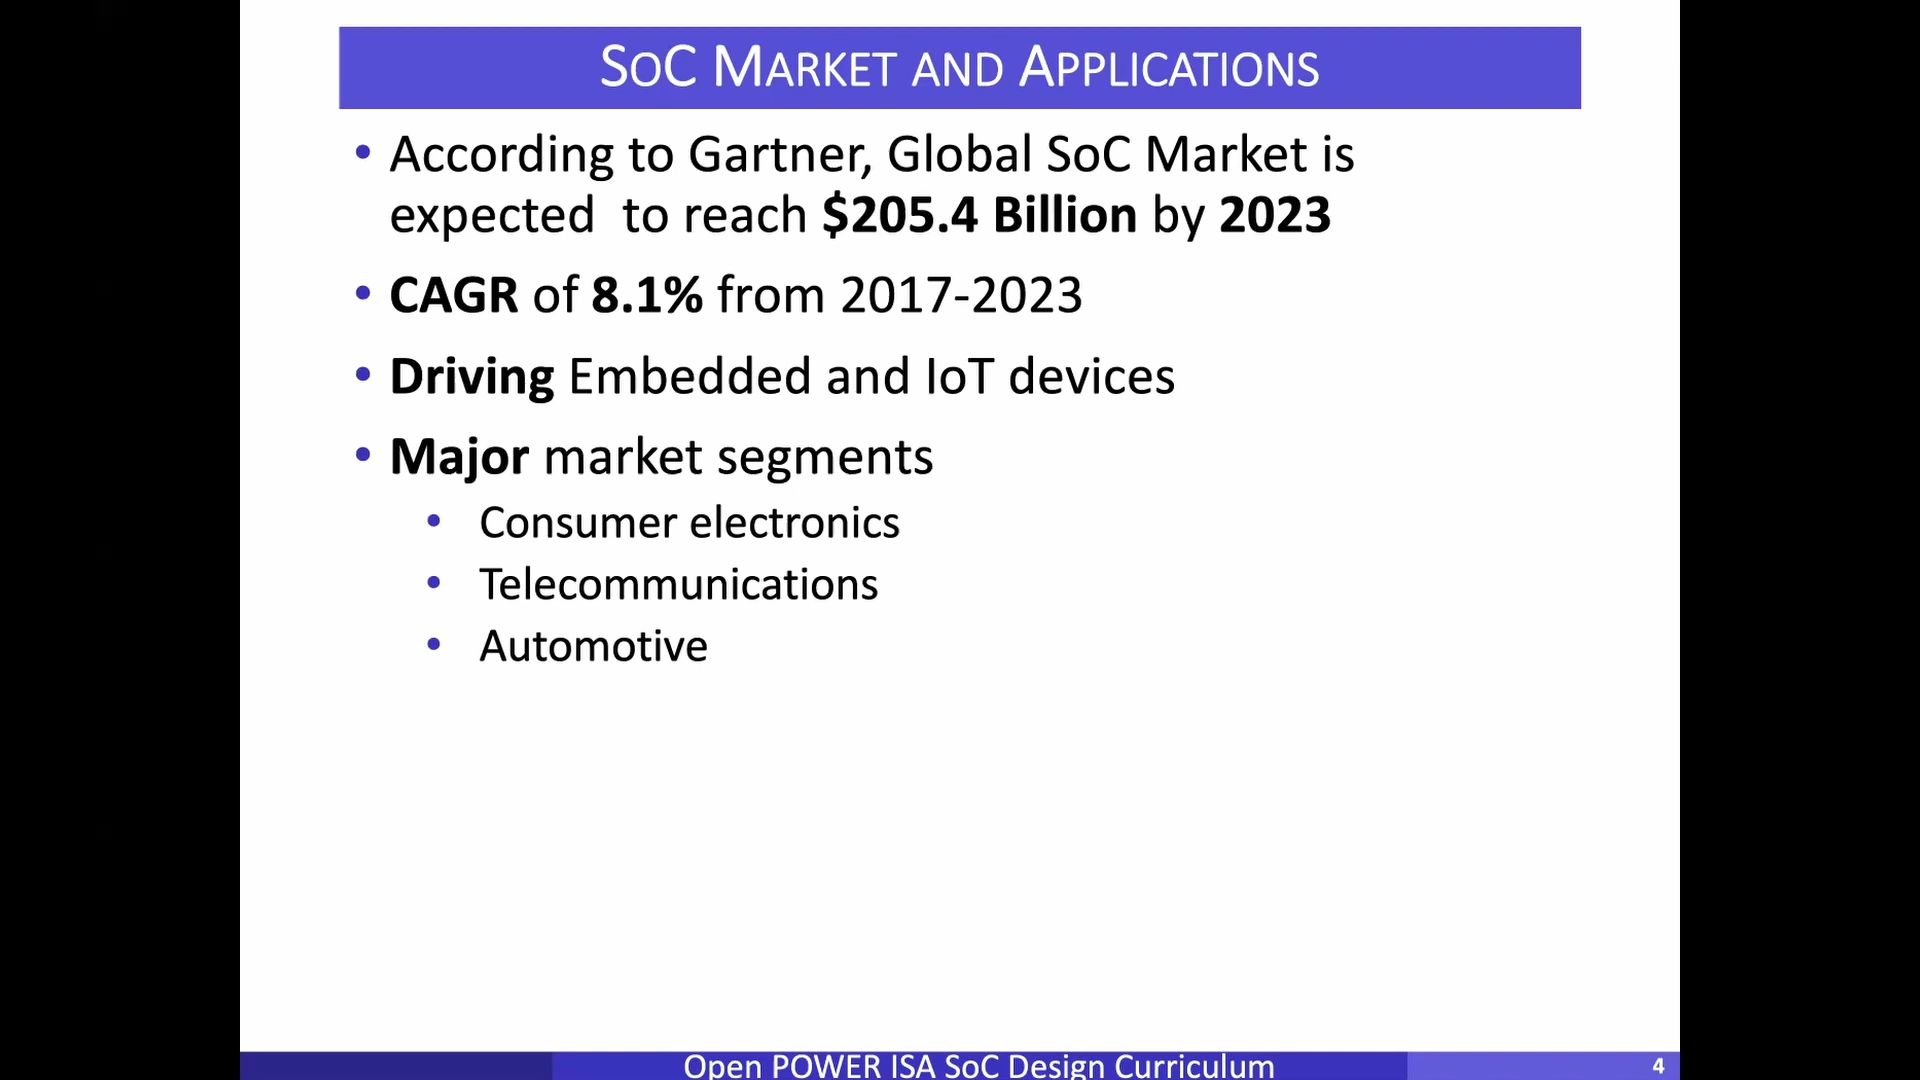 SoC Market and Applications
• According to Gartner, Global SoC Market is
expected to reach $205.4 Billion by 2023
• CAGR of 8.1% from 2017-2023
• Driving Embedded and IoT devices
• Major market segments
• Consumer electronics
• Telecommunications
• Automotive
Open POWER ISA SoC Design Curriculum
4